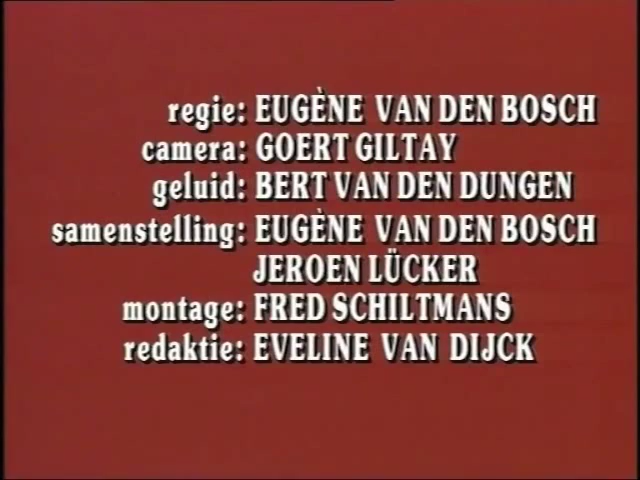 regie: EUGÈNE VAN DEN BOSCH
camera: GOERT GILTAY
geluid: BERT VAN DEN DUNGEN
samenstelling: EUGÈNE VAN DEN BOSCH
JEROEN LÜCKER
montage: FRED SCHILTMANS
redaktie: EVELINE VAN DIJCK